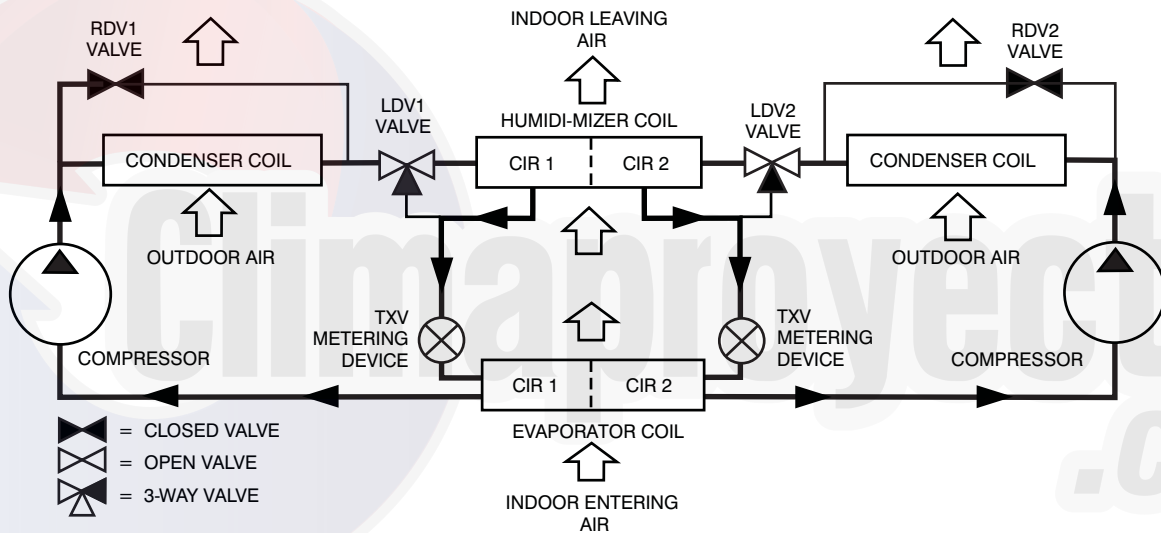 RDV1
VALVE
INDOOR LEAVING
AIR
RDV2
VALVE
LDV1
VALVE
HUMIDI-MIZER COIL
LDV2
VALVE
CONDENSER COIL
CIR 1
CIR 2
CONDENSER COIL
OUTDOOR AIR
OUTDOOR AIR
Climaproyect
TXV
METERING
DEVICE
TXV
METERING
DEVICE
COMPRESSOR
COMPRESSOR
CIR 1
CIR 2
EVAPORATOR COIL
= CLOSED VALVE
= OPEN VALVE
= 3-WAY VALVE
INDOOR ENTERING
AIR
.c